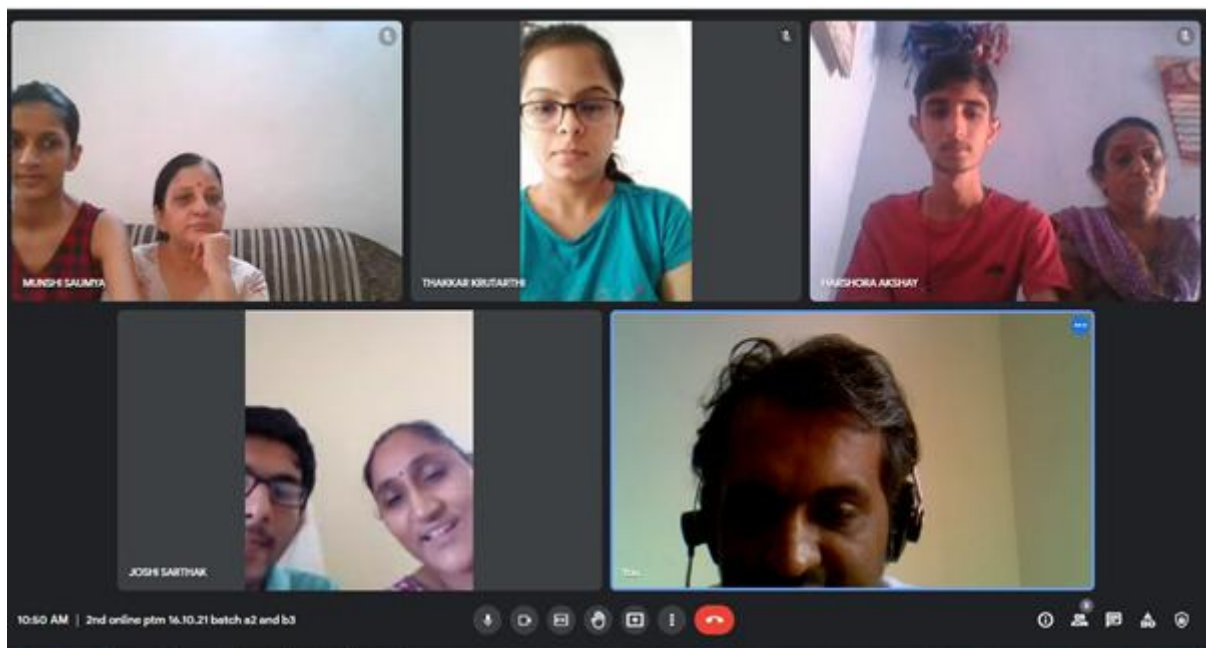 MUNSHI SAUMYA
THAKKAR KRUTARTHI
HARSHORA AKSHAY
JOSHI SARTHAK
You
10:50 AM | 2nd online ptm 16.10.21 batch a2 and b3